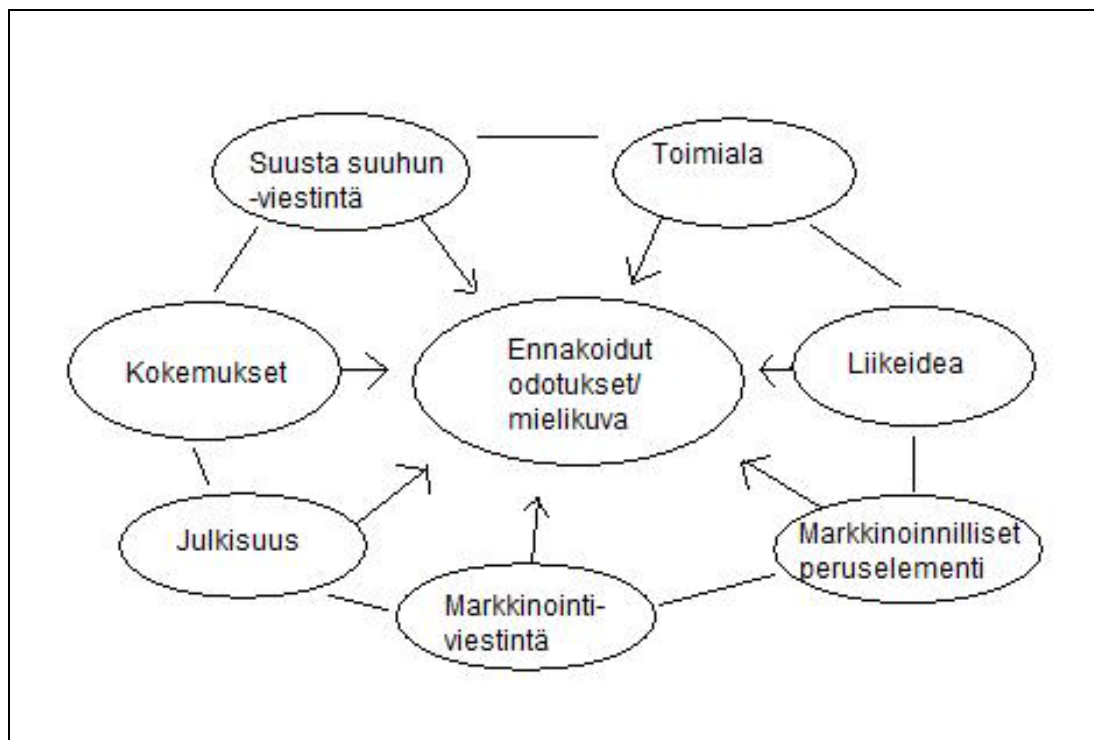 Suusta suuhun
-viestintä
Toimiala
Ennakoidut
odotukset/
mielikuva
Kokemukset
Liikeidea
Julkisuus
Markkinointi-
viestintä
Markkinoinnilliset
peruselementi